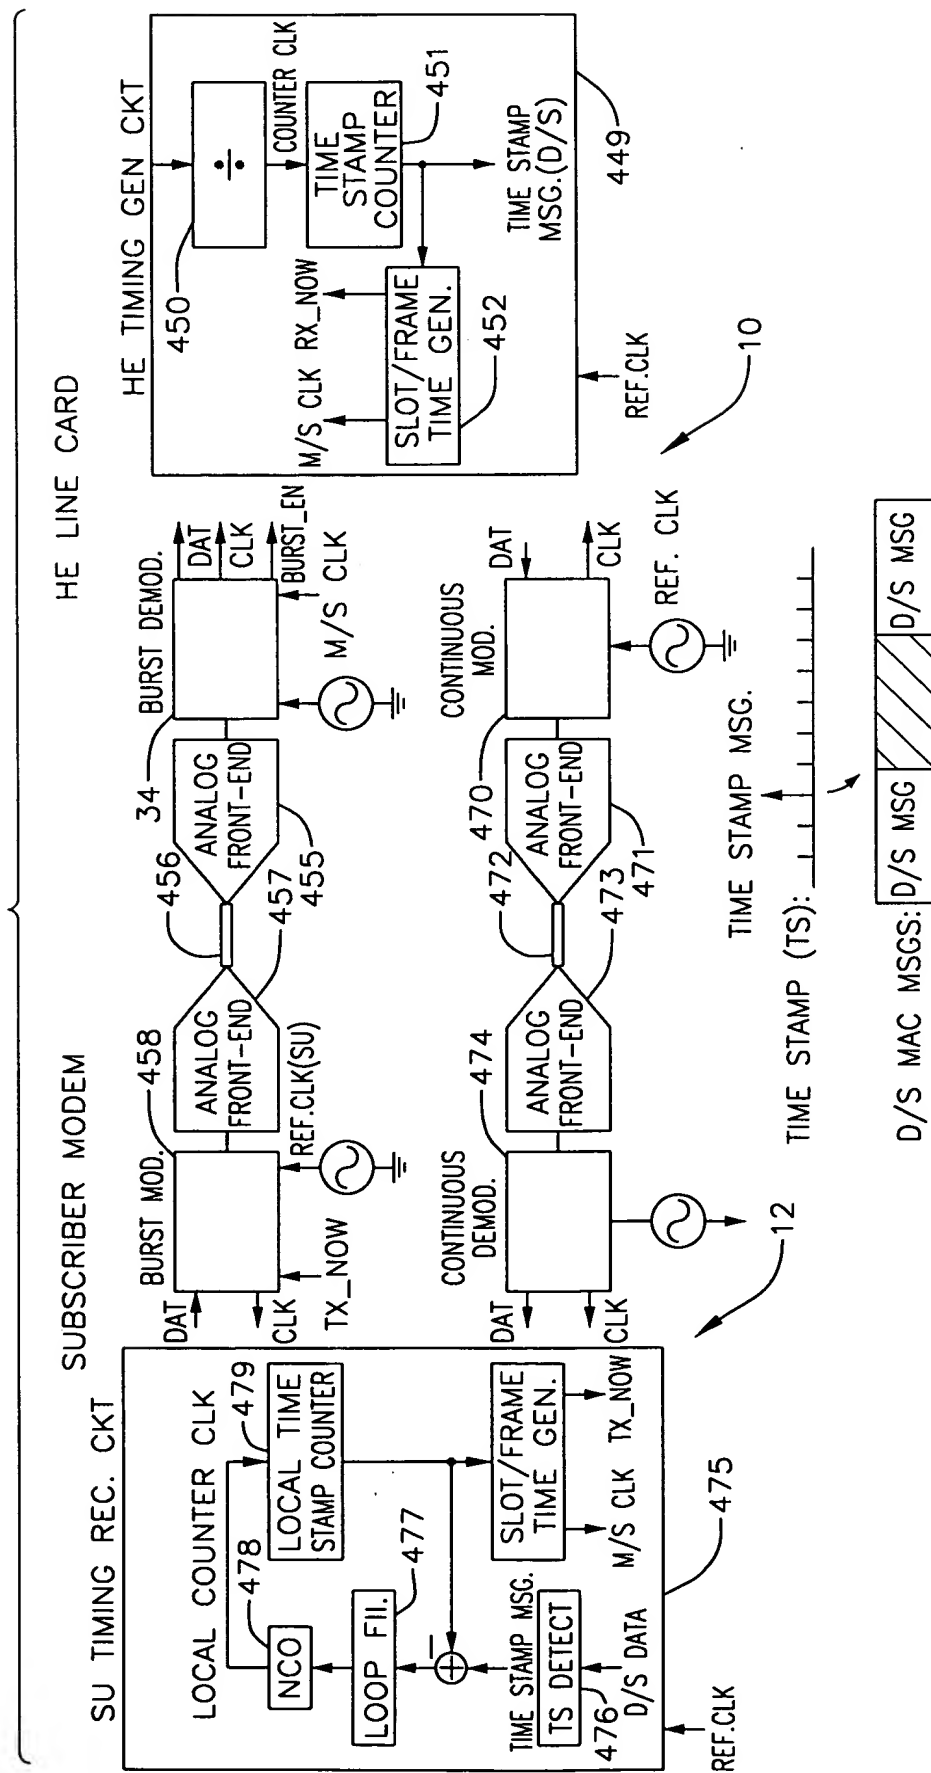 SUBSCRIBER MODEM
HE LINE CARD
SU TIMING REC. CKT
LOCAL COUNTER CLK
478
479
NCO
LOCAL TIME
STAMP COUNTER
LOOP FIL.
477
−
+
TIME STAMP MSG.
TS DETECT
476
D/S DATA
SLOT/FRAME
TIME GEN.
M/S CLK
TX_NOW
475
REF.CLK
12
BURST MOD.
458
DAT
CLK
TX_NOW
REF.CLK(SU)
ANALOG
FRONT-END
457
456
ANALOG
FRONT-END
455
34
BURST DEMOD.
DAT
CLK
BURST_EN
M/S CLK
CONTINUOUS
DEMOD.
474
DAT
CLK
ANALOG
FRONT-END
473
472
ANALOG
FRONT-END
471
470
CONTINUOUS
MOD.
DAT
CLK
REF. CLK
HE TIMING GEN CKT
450
÷
COUNTER CLK
TIME
STAMP
COUNTER
451
M/S CLK
RX_NOW
SLOT/FRAME
TIME GEN.
452
TIME STAMP
MSG.(D/S)
449
REF.CLK
10
TIME STAMP MSG.
TIME STAMP (TS):
D/S MAC MSGS:
D/S MSG
D/S MSG